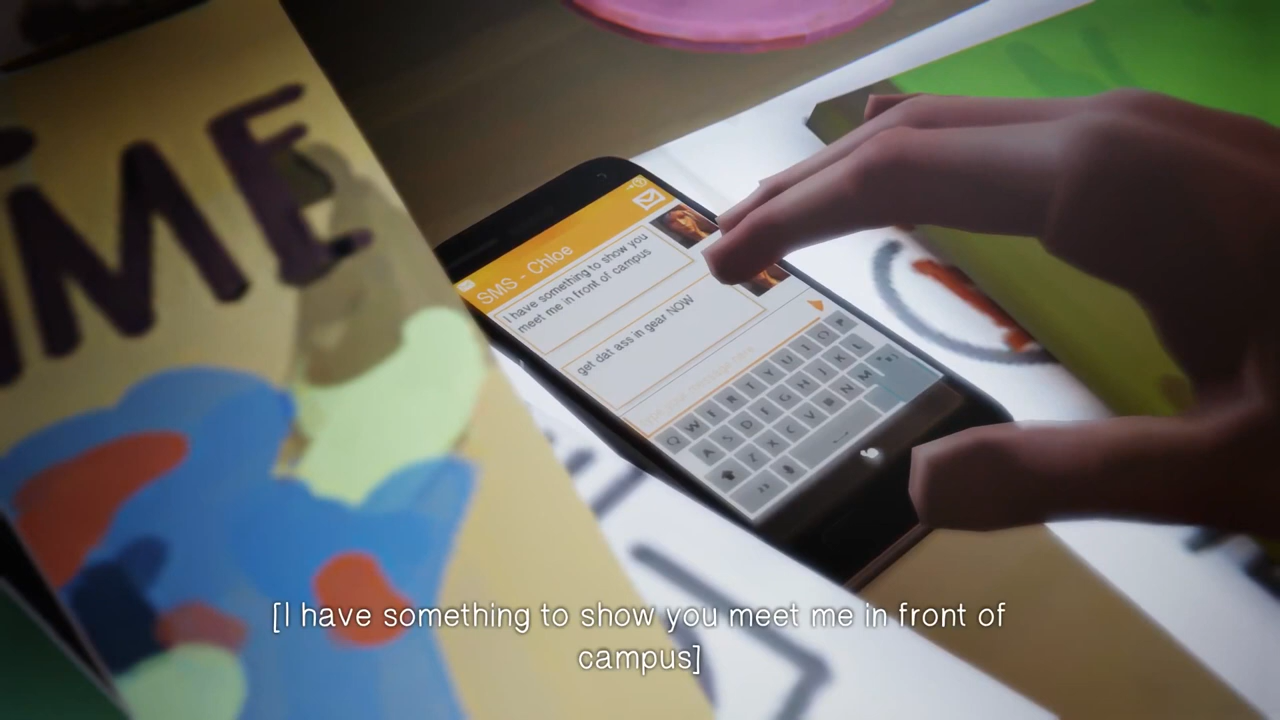 IME
SMS - Chloe
I have something to show you
meet me in front of campus
get dat ass in gear NOW
Q W E R T Y U I O P
A S D F G H J K L
Z X C V B N M
[I have something to show you meet me in front of
campus]